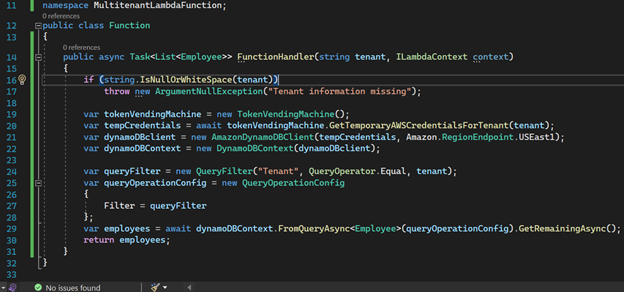 11 namespace MultitenantLambdaFunction;
0 references
12 public class Function
13 {
0 references
14 public async Task<List<Employee>> FunctionHandler(string tenant, ILambdaContext context)
15 {
16 if (string.IsNullOrWhiteSpace(tenant))
17 throw new ArgumentNullException("Tenant information missing");
18
19 var tokenVendingMachine = new TokenVendingMachine();
20 var tempCredentials = await tokenVendingMachine.GetTemporaryAWSCredentialsForTenant(tenant);
21 var dynamoDBclient = new AmazonDynamoDBClient(tempCredentials, Amazon.RegionEndpoint.USEast1);
22 var dynamoDBContext = new DynamoDBContext(dynamoDBclient);
23
24 var queryFilter = new QueryFilter("Tenant", QueryOperator.Equal, tenant);
25 var queryOperationConfig = new QueryOperationConfig
26 {
27 Filter = queryFilter
28 };
29 var employees = await dynamoDBContext.FromQueryAsync<Employee>(queryOperationConfig).GetRemainingAsync();
30 return employees;
31 }
32 }
33
No issues found